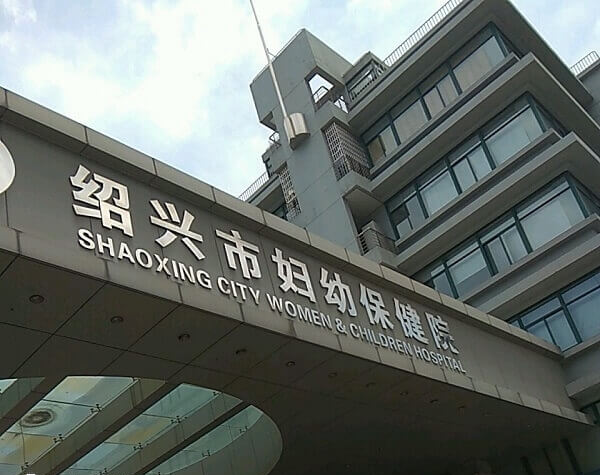 绍兴市妇幼保健院
SHAOXING CITY WOMEN & CHILDREN HOSPITAL